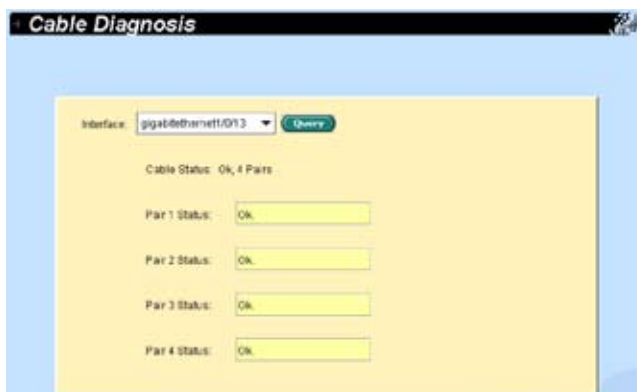 Cable Diagnosis
Interface: gigabitethernet1/0/13 Query
Cable Status: Ok, 4 Pairs
Pair 1 Status: Ok.
Pair 2 Status: Ok.
Pair 3 Status: Ok.
Pair 4 Status: Ok.